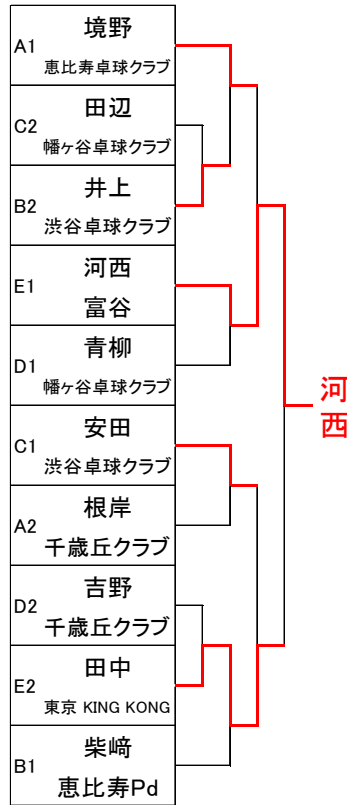 A1
境野
恵比寿卓球クラブ
C2
田辺
幡ヶ谷卓球クラブ
B2
井上
渋谷卓球クラブ
E1
河西
富谷
D1
青柳
幡ヶ谷卓球クラブ
C1
安田
渋谷卓球クラブ
A2
根岸
千歳丘クラブ
D2
吉野
千歳丘クラブ
E2
田中
東京 KING KONG
B1
柴﨑
恵比寿Pd
河西